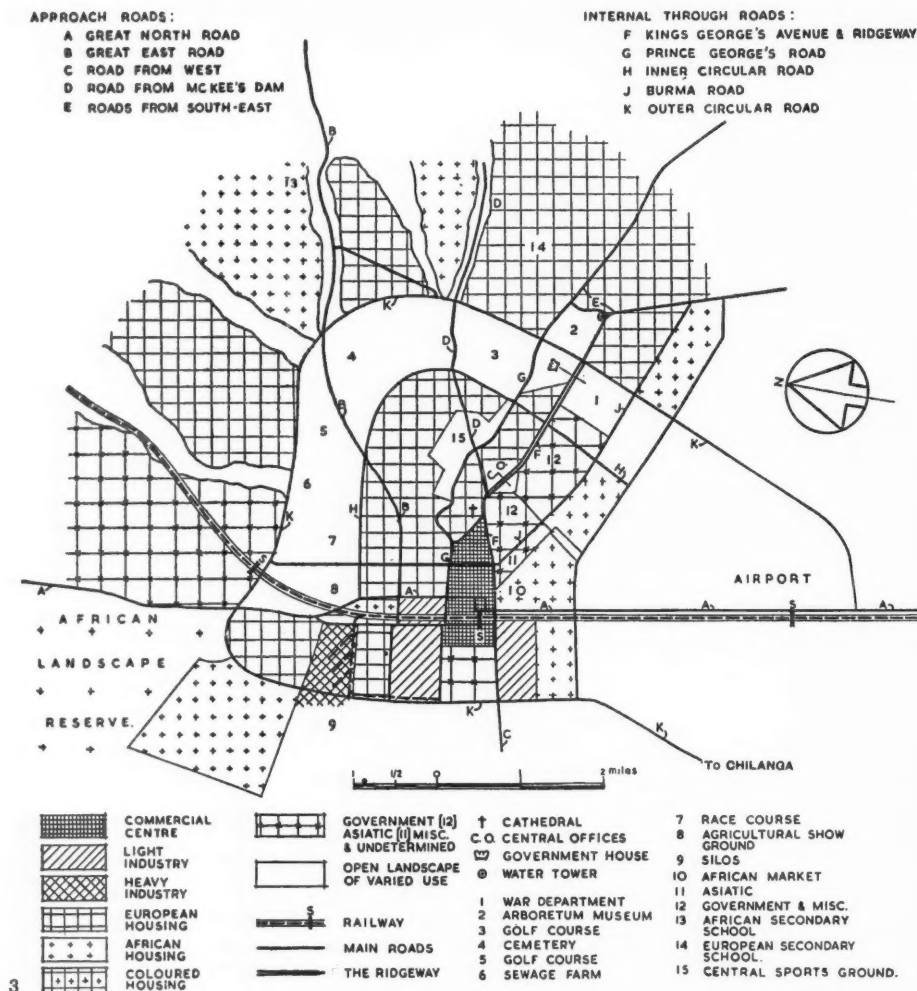 APPROACH ROADS:
A GREAT NORTH ROAD
B GREAT EAST ROAD
C ROAD FROM WEST
D ROAD FROM MCKEE'S DAM
E ROADS FROM SOUTH-EAST
INTERNAL THROUGH ROADS:
F KINGS GEORGE'S AVENUE & RIDGEWAY
G PRINCE GEORGE'S ROAD
H INNER CIRCULAR ROAD
J BURMA ROAD
K OUTER CIRCULAR ROAD
B
13
D
14
E
K
2
4
D
3
N
G
1
J
B
15
D
K
5
F
12
C.O.
H
6
K
H
B
12
F
J
7
G
11
S
8
A
10
AIRPORT
A
A
A
S
A
S
AFRICAN
LANDSCAPE
RESERVE.
9
K
C
K
To CHILANGA
1 1/2 0 1 2 miles
COMMERCIAL
CENTRE
LIGHT
INDUSTRY
HEAVY
INDUSTRY
EUROPEAN
HOUSING
AFRICAN
HOUSING
COLOURED
HOUSING
GOVERNMENT [12]
ASIATIC [11] MISC.
& UNDETERMINED
OPEN LANDSCAPE
OF VARIED USE
S
RAILWAY
MAIN ROADS
THE RIDGEWAY
CATHEDRAL
C.O. CENTRAL OFFICES
GOVERNMENT HOUSE
WATER TOWER
1 WAR DEPARTMENT
2 ARBORETUM MUSEUM
3 GOLF COURSE
4 CEMETERY
5 GOLF COURSE
6 SEWAGE FARM
7 RACE COURSE
8 AGRICULTURAL SHOW
GROUND
9 SILOS
10 AFRICAN MARKET
11 ASIATIC
12 GOVERNMENT & MISC.
13 AFRICAN SECONDARY
SCHOOL
14 EUROPEAN SECONDARY
SCHOOL.
15 CENTRAL SPORTS GROUND.
3